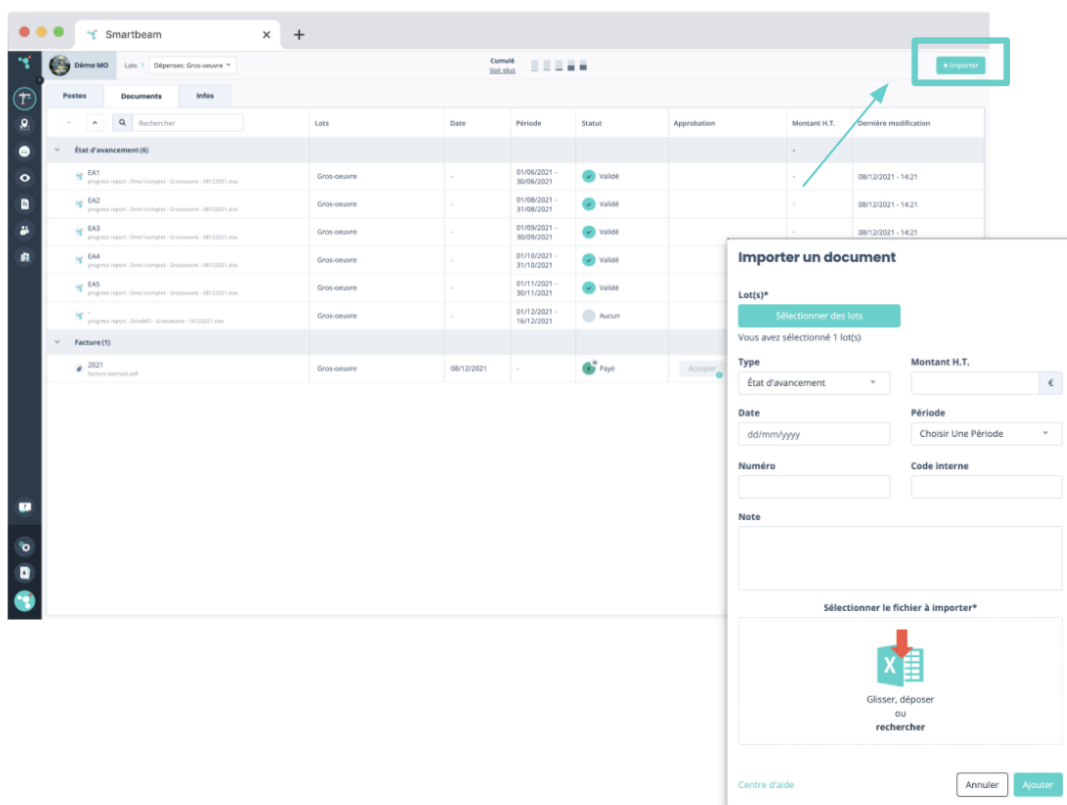 Smartbeam
Démo MO
Lots
Dépenses: Gros-oeuvre
Cumulé
Voir plus
+ Importer
Postes
Documents
Infos
Rechercher
Lots
Date
Période
Statut
Approbation
Montant H.T.
Dernière modification
État d'avancement (6)
-
EA1
Gros-oeuvre
-
01/06/2021 -
30/06/2021
Validé
-
08/12/2021 - 14:21
EA2
Gros-oeuvre
-
01/08/2021 -
31/08/2021
Validé
-
08/12/2021 - 14:21
EA3
Gros-oeuvre
-
01/09/2021 -
30/09/2021
Validé
-
08/12/2021 - 14:21
EA4
Gros-oeuvre
-
01/10/2021 -
31/10/2021
Validé
EA5
Gros-oeuvre
-
01/11/2021 -
30/11/2021
Validé
-
Gros-oeuvre
-
01/12/2021 -
16/12/2021
Aucun
Facture (1)
2021
Facture exemple.pdf
Gros-oeuvre
08/12/2021
-
Payé
Accepter
Importer un document
Lot(s)*
Sélectionner des lots
Vous avez sélectionné 1 lot(s)
Type
Montant H.T.
État d'avancement
€
Date
Période
dd/mm/yyyy
Choisir Une Période
Numéro
Code interne
Note
Sélectionner le fichier à importer*
X
Glisser, déposer
ou
rechercher
Centre d'aide
Annuler
Ajouter